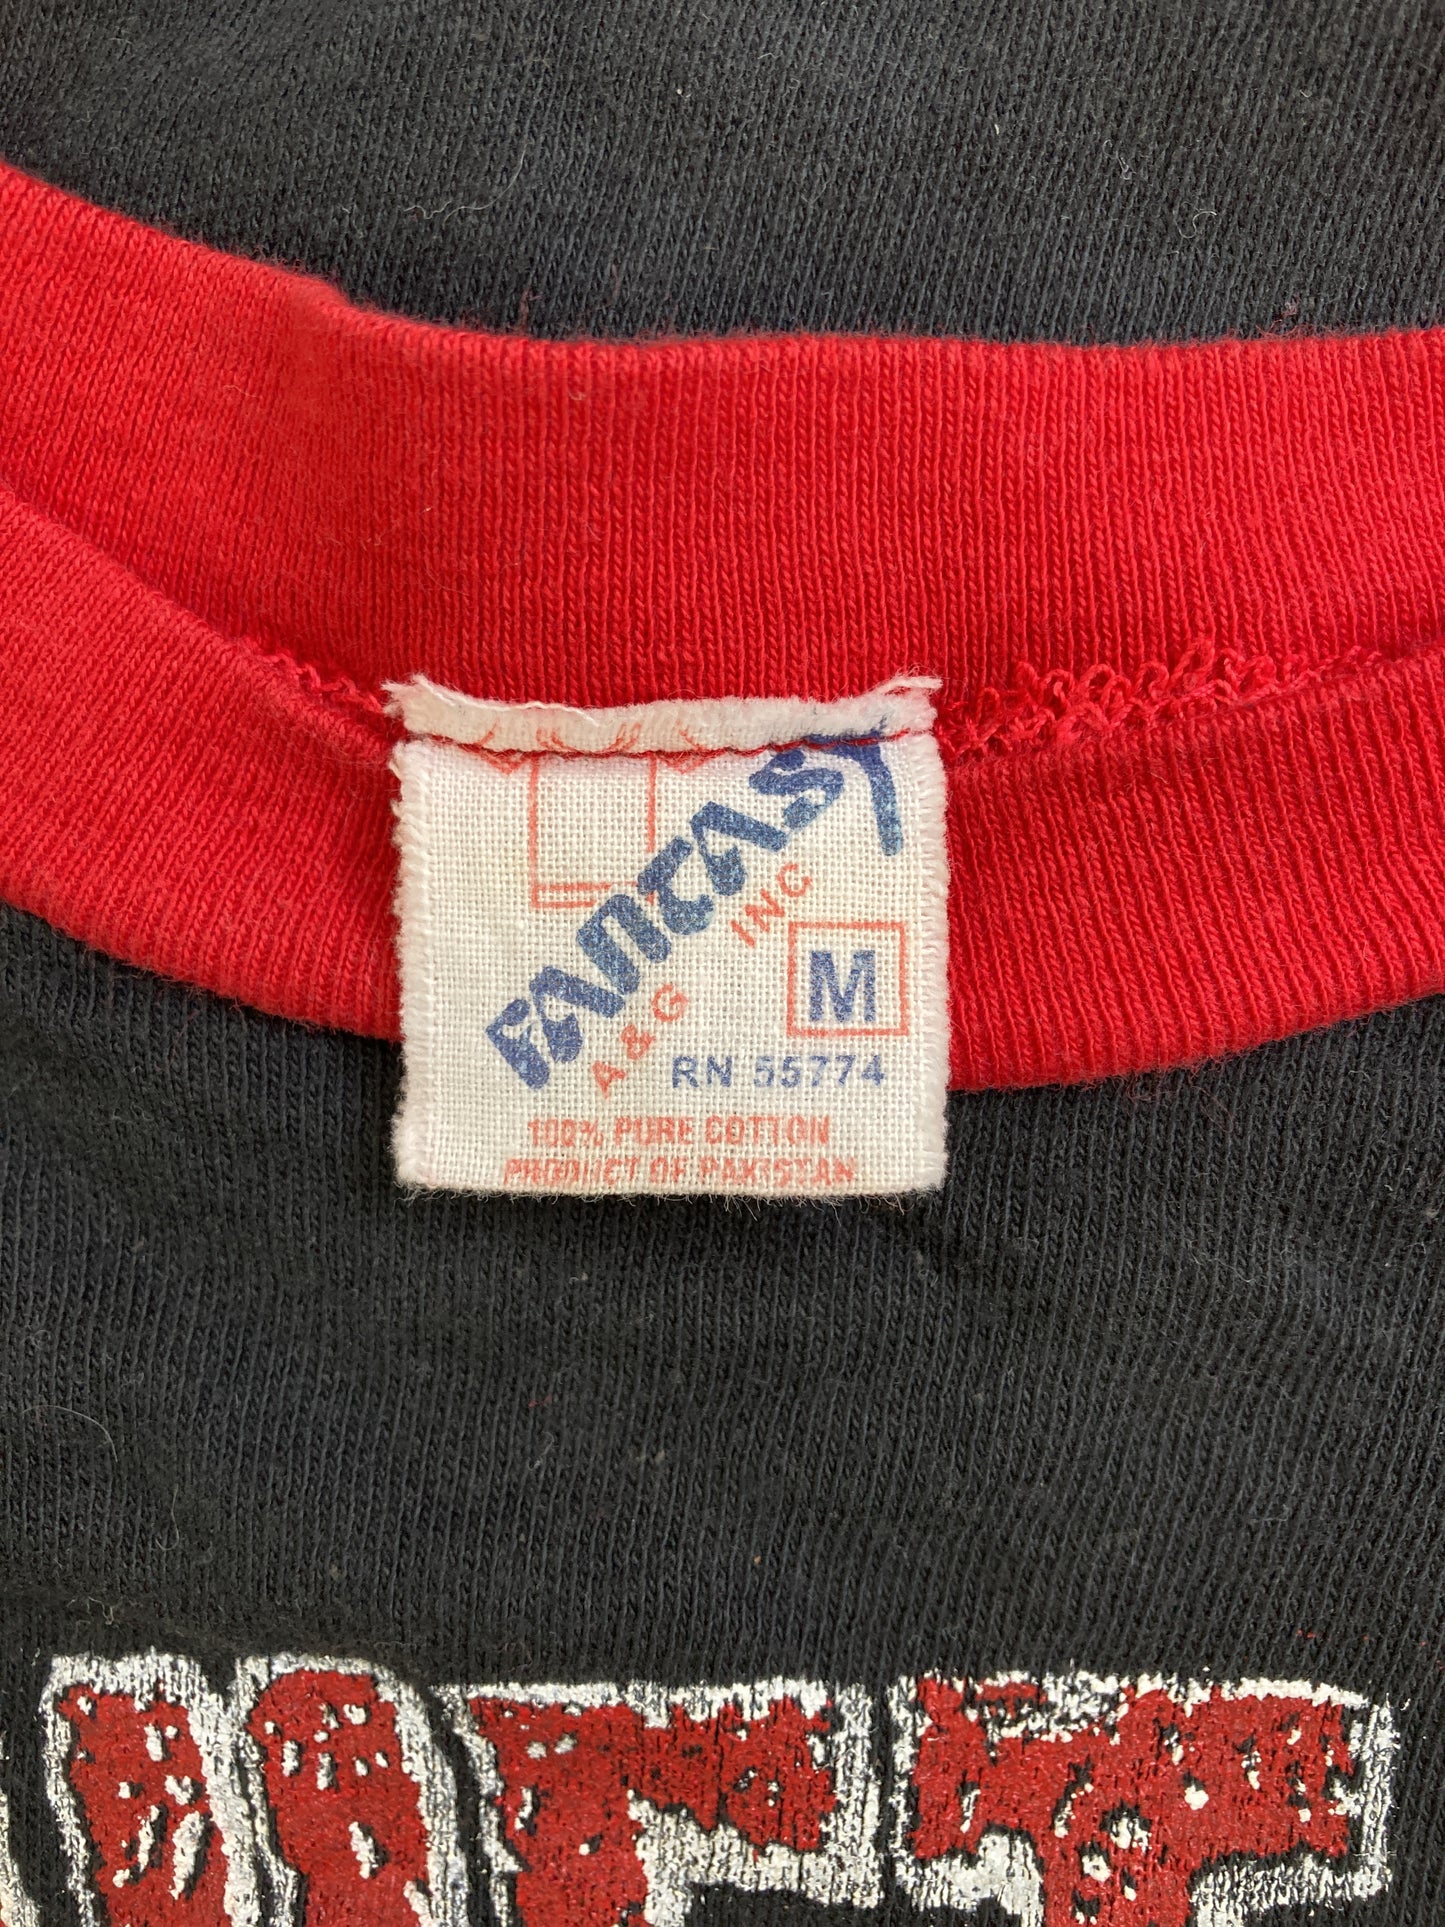 FANTASY
A & G INC
M
RN 55774
100% PURE COTTON
PRODUCT OF PAKISTAN